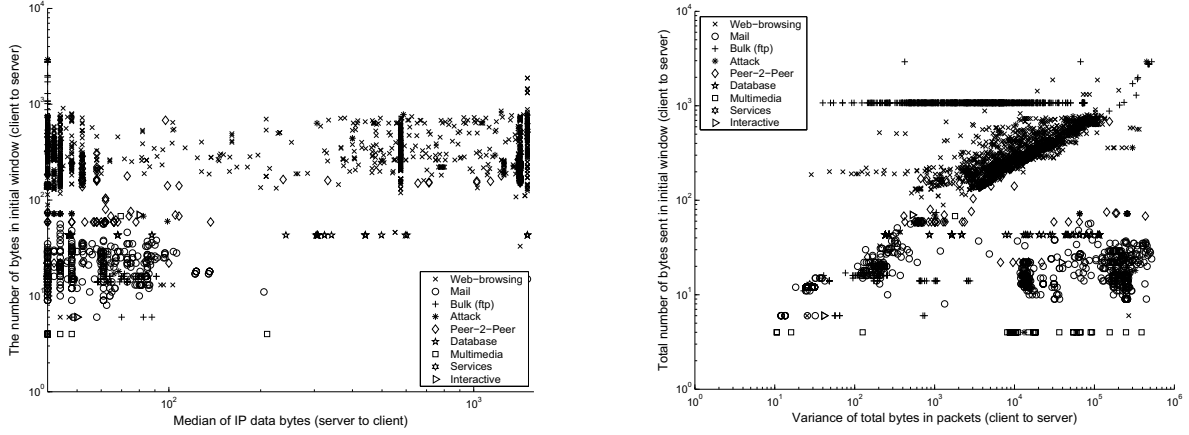 10^4
10^3
10^2
10^1
10^0
The number of bytes in initial window (client to server)
Web−browsing
Mail
Bulk (ftp)
Attack
Peer−2−Peer
Database
Multimedia
Services
Interactive
10^2
10^3
Median of IP data bytes (server to client)
10^4
10^3
10^2
10^1
10^0
Total number of bytes sent in initial window (client to server)
Web−browsing
Mail
Bulk (ftp)
Attack
Peer−2−Peer
Database
Multimedia
Services
Interactive
10^0
10^1
10^2
10^3
10^4
10^5
10^6
Variance of total bytes in packets (client to server)